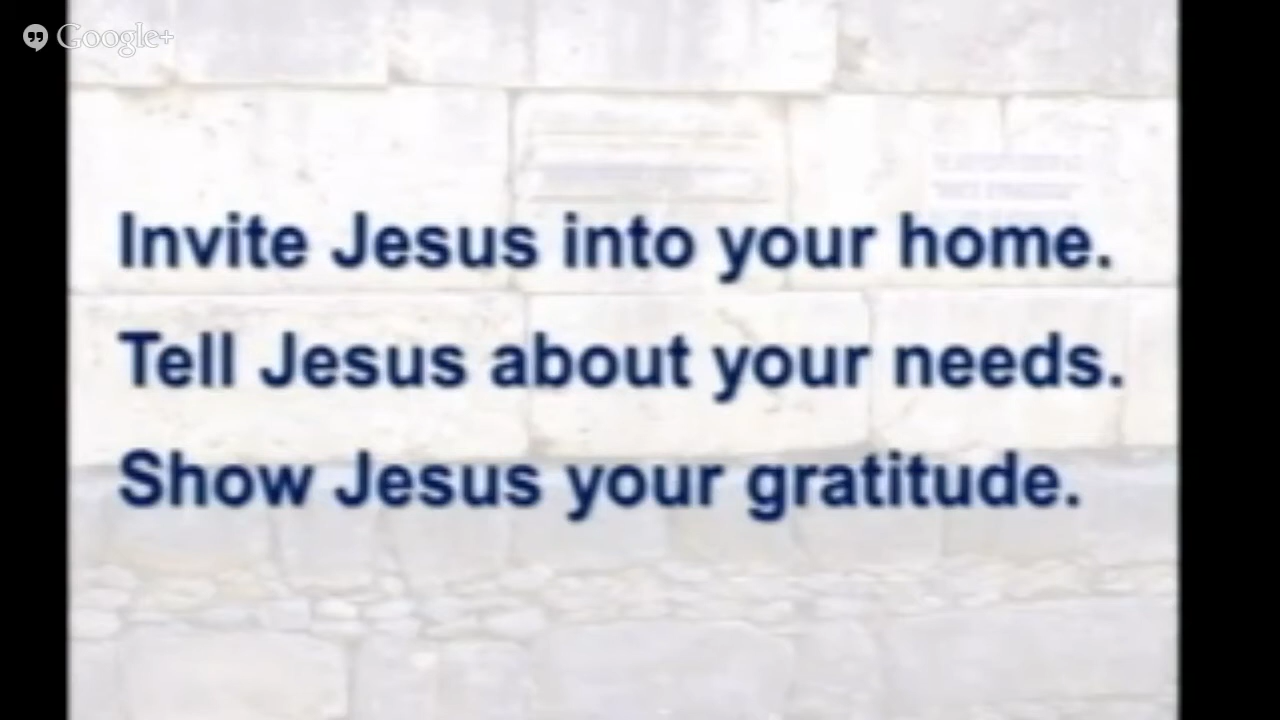 Google+
Invite Jesus into your home.
Tell Jesus about your needs.
Show Jesus your gratitude.